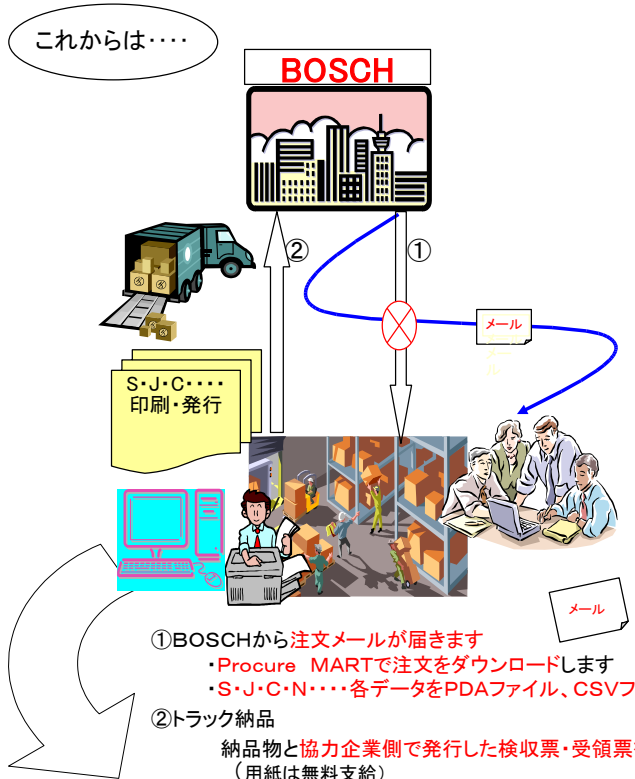 これからは‥‥
BOSCH
②
①
メール
S・J・C・・・・
印刷・発行
メール
①BOSCHから注文メールが届きます
・Procure MARTで注文をダウンロードします
・S・J・C・N・・・・各データをPDAファイル、CSVフ
②トラック納品
納品物と協力企業側で発行した検収票・受領票
(用紙は無料支給)